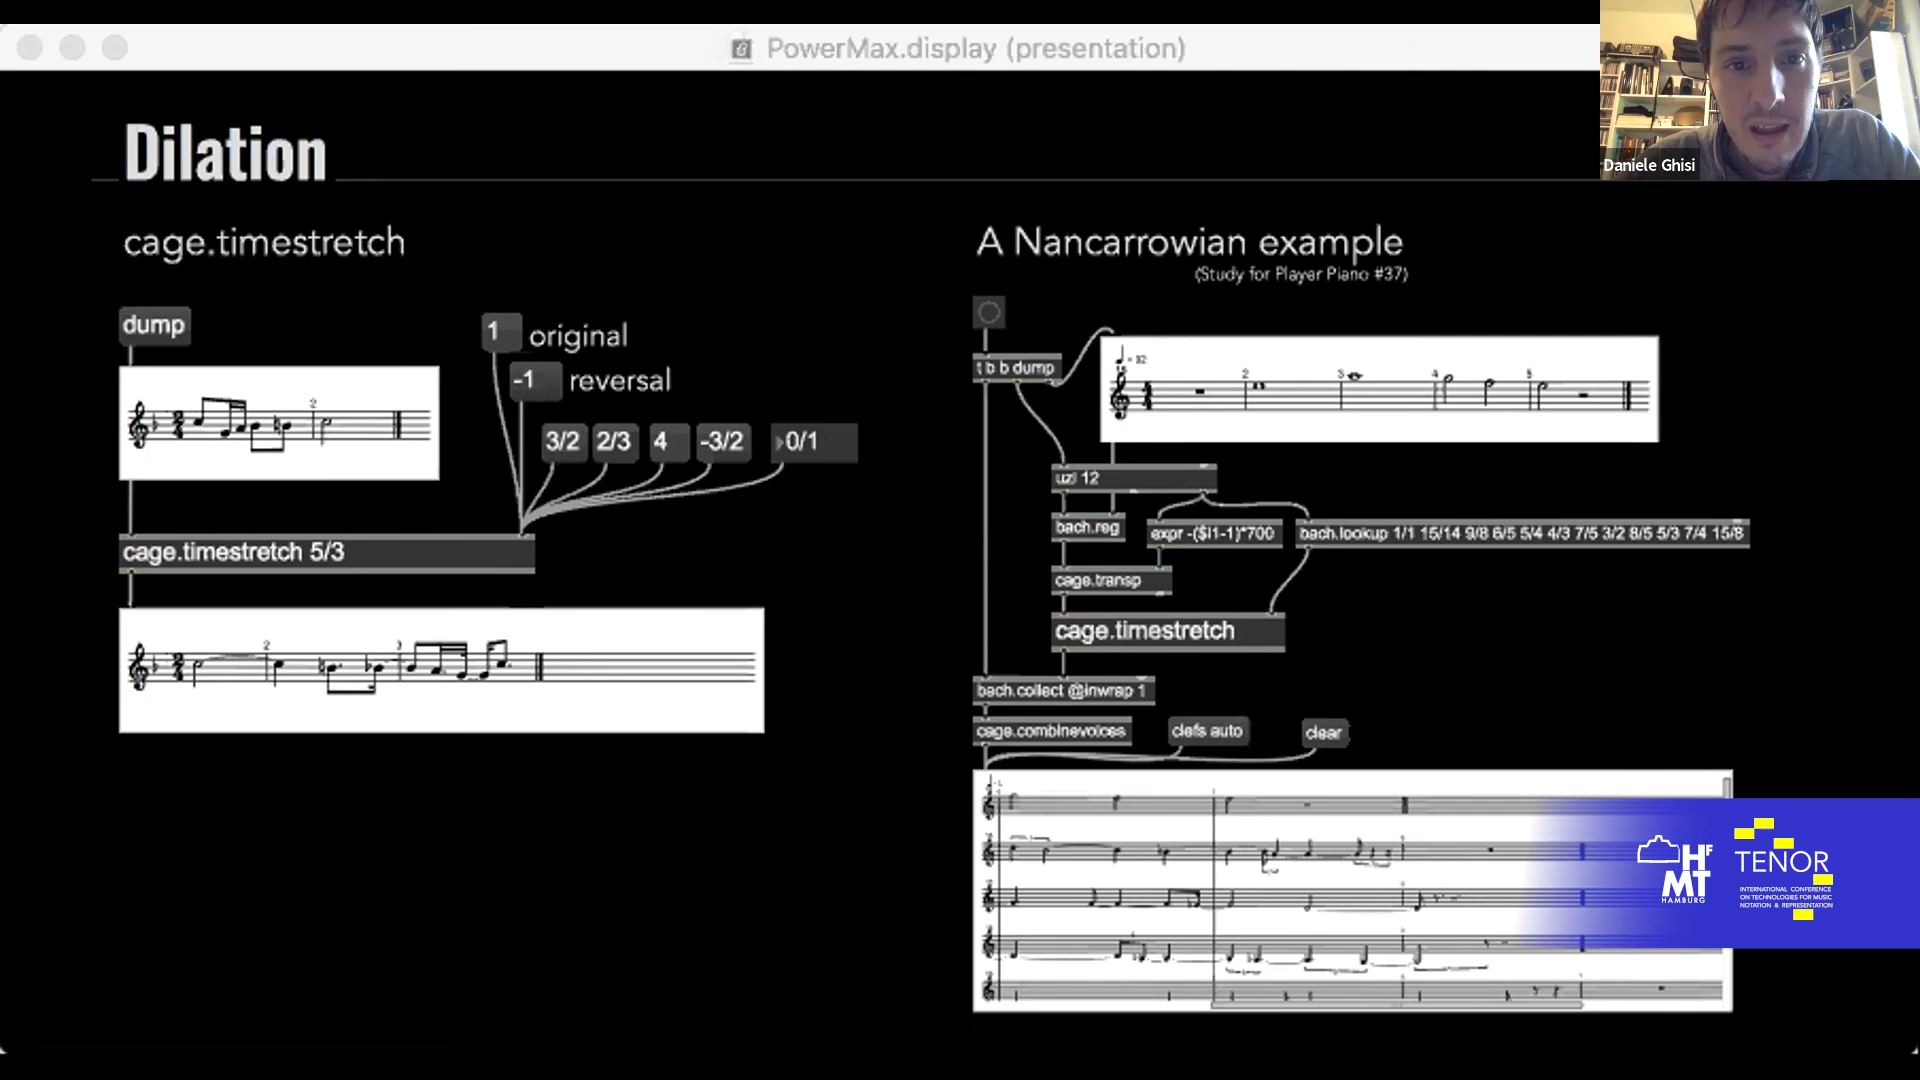 PowerMax.display (presentation)
Daniele Ghisi
Dilation
cage.timestretch
dump
1 original
-1 reversal
3/2 2/3 4 -3/2 0/1
cage.timestretch 5/3
A Nancarrowian example
(Study for Player Piano #37)
t b b dump
uzi 12
bach.reg
expr -($i1-1)*700
bach.lookup 1/1 15/14 9/8 6/5 5/4 4/3 7/5 3/2 8/5 5/3 7/4 15/8
cage.transp
cage.timestretch
bach.collect @inwrap 1
cage.combinevoices
clefs auto
clear
HfMT
HAMBURG
TENOR
INTERNATIONAL CONFERENCE
ON TECHNOLOGIES FOR MUSIC
NOTATION & REPRESENTATION